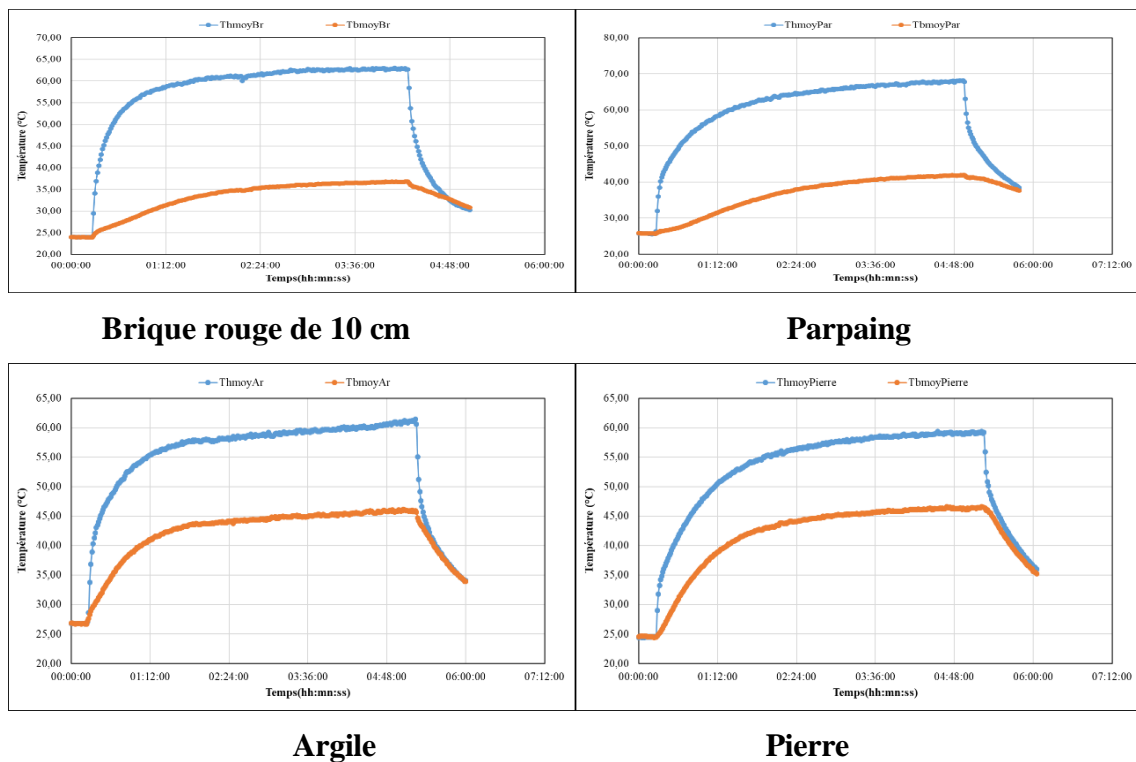 ThmoyBr TbmoyBr
70,00
65,00
60,00
55,00
50,00
45,00
40,00
35,00
30,00
25,00
20,00
Température (°C)
00:00:00 01:12:00 02:24:00 03:36:00 04:48:00 06:00:00
Temps(hh:mn:ss)
ThmoyPar TbmoyPar
80,00
70,00
60,00
50,00
40,00
30,00
20,00
Température (°C)
00:00:00 01:12:00 02:24:00 03:36:00 04:48:00 06:00:00 07:12:00
Temps(hh:mn:ss)
Brique rouge de 10 cm
Parpaing
ThmoyAr TbmoyAr
65,00
60,00
55,00
50,00
45,00
40,00
35,00
30,00
25,00
20,00
Températuré (°C)
00:00:00 01:12:00 02:24:00 03:36:00 04:48:00 06:00:00 07:12:00
Temps(hh:mn:ss)
ThmoyPierre TbmoyPierre
65,00
60,00
55,00
50,00
45,00
40,00
35,00
30,00
25,00
20,00
Température (°C)
00:00:00 01:12:00 02:24:00 03:36:00 04:48:00 06:00:00 07:12:00
Temps(hh:mn:ss)
Argile
Pierre